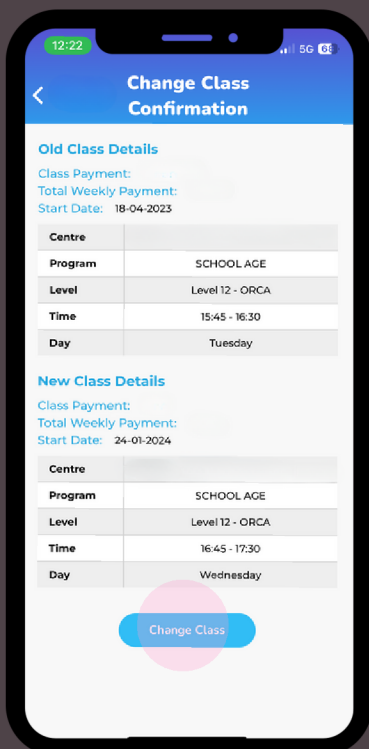 12:22
5G
Change Class
Confirmation
Old Class Details
Class Payment:
Total Weekly Payment:
Start Date: 18-04-2023
Centre
Program SCHOOL AGE
Level Level 12 - ORCA
Time 15:45 - 16:30
Day Tuesday
New Class Details
Class Payment:
Total Weekly Payment:
Start Date: 24-01-2024
Centre
Program SCHOOL AGE
Level Level 12 - ORCA
Time 16:45 - 17:30
Day Wednesday
Change Class